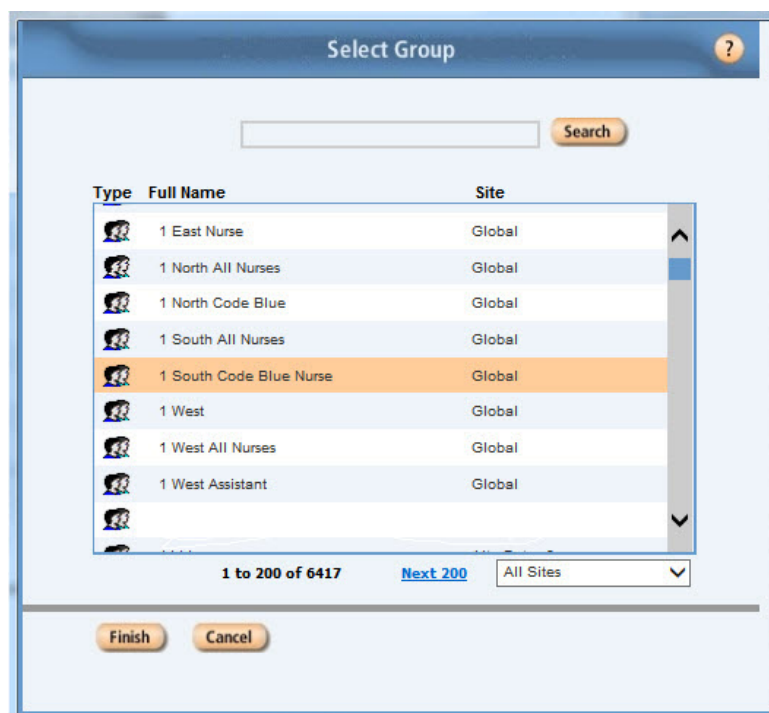 Select Group
?
Search
Type Full Name Site
1 East Nurse Global
1 North All Nurses Global
1 North Code Blue Global
1 South All Nurses Global
1 South Code Blue Nurse Global
1 West Global
1 West All Nurses Global
1 West Assistant Global
1 to 200 of 6417 Next 200 All Sites
Finish Cancel